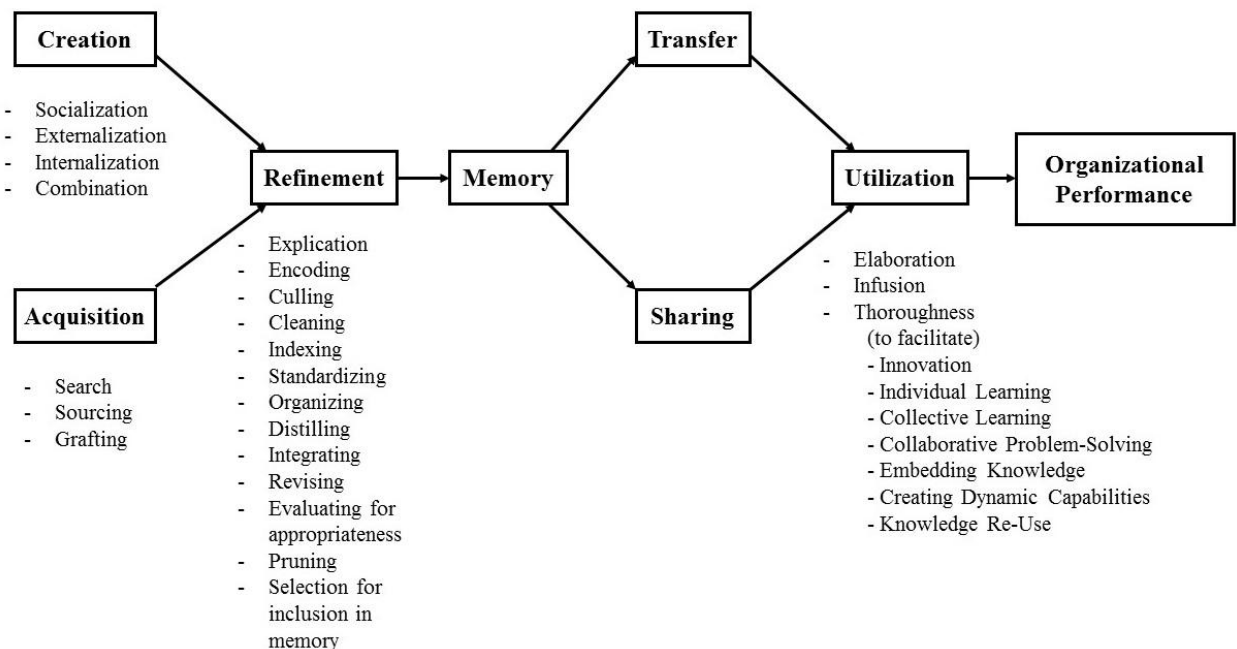 Creation
- Socialization
- Externalization
- Internalization
- Combination
Acquisition
- Search
- Sourcing
- Grafting
Refinement
- Explication
- Encoding
- Culling
- Cleaning
- Indexing
- Standardizing
- Organizing
- Distilling
- Integrating
- Revising
- Evaluating for
appropriateness
- Pruning
- Selection for
inclusion in
memory
Memory
Transfer
Sharing
Utilization
- Elaboration
- Infusion
- Thoroughness
(to facilitate)
- Innovation
- Individual Learning
- Collective Learning
- Collaborative Problem-Solving
- Embedding Knowledge
- Creating Dynamic Capabilities
- Knowledge Re-Use
Organizational
Performance